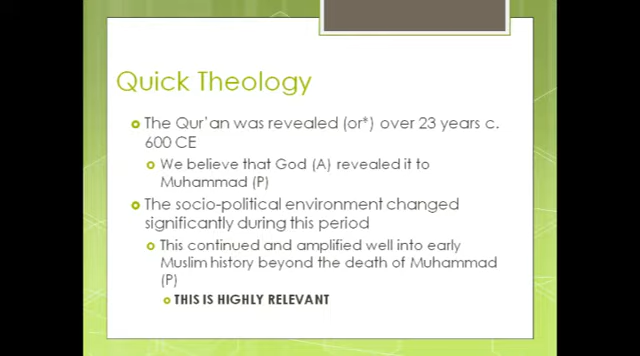 Quick Theology
The Qur'an was revealed (or*) over 23 years c.
600 CE
We believe that God (A) revealed it to
Muhammad (P)
The socio-political environment changed
significantly during this period
This continued and amplified well into early
Muslim history beyond the death of Muhammad
(P)
THIS IS HIGHLY RELEVANT